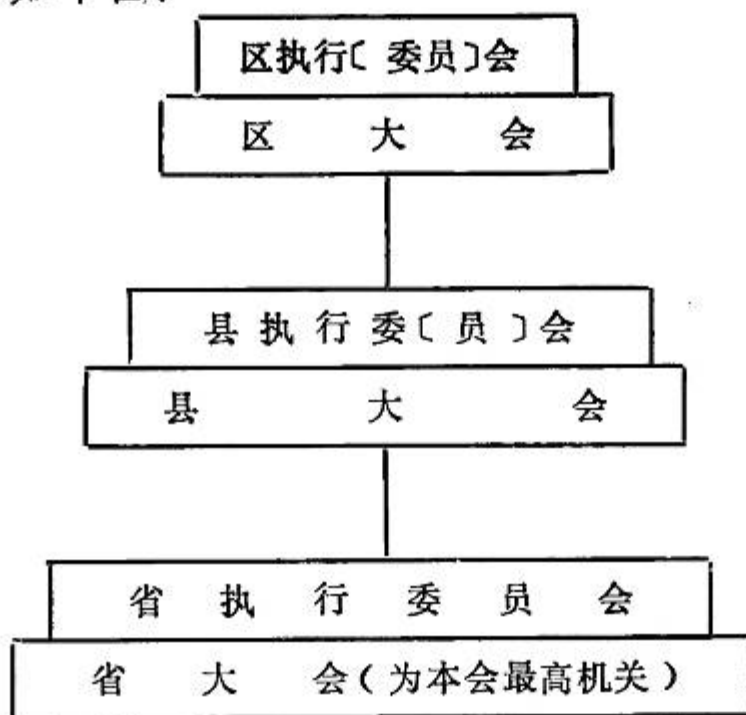 区执行〔委员〕会
区大会
县执行委〔员〕会
县大会
省执行委员会
省大会（为本会最高机关）